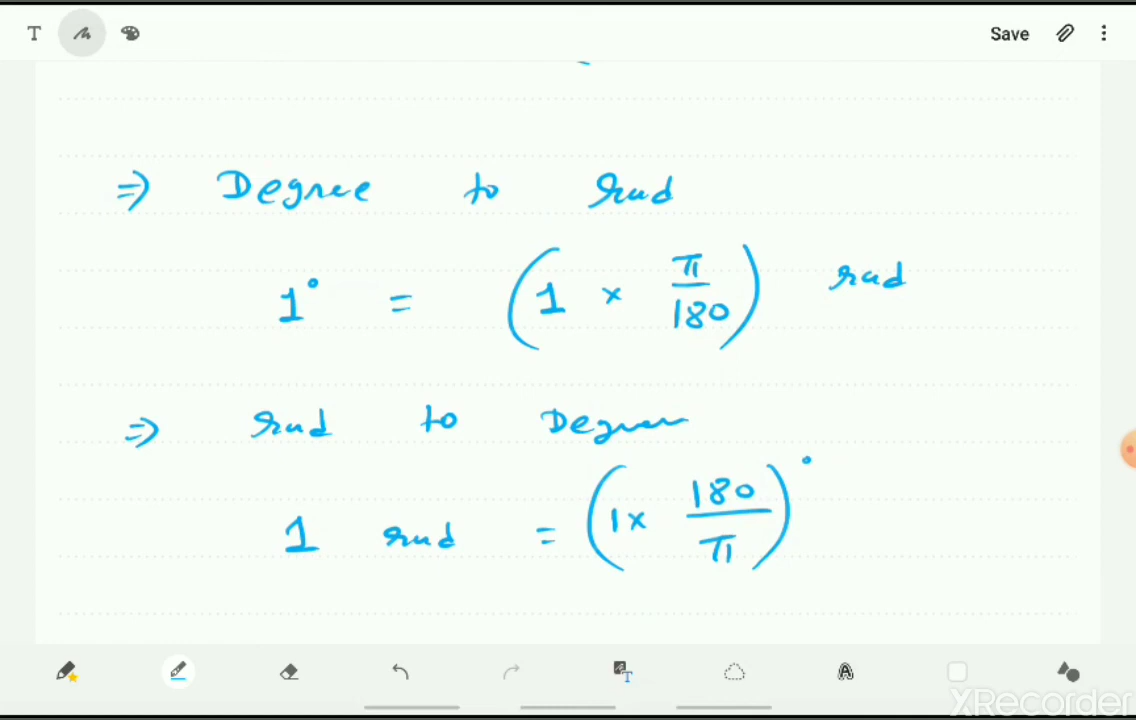 T Save
⇒ Degree to rad
1° = (1 × π/180) rad
⇒ rad to Degree
1 rad = (1 × 180/π)°
T A
XRecorder